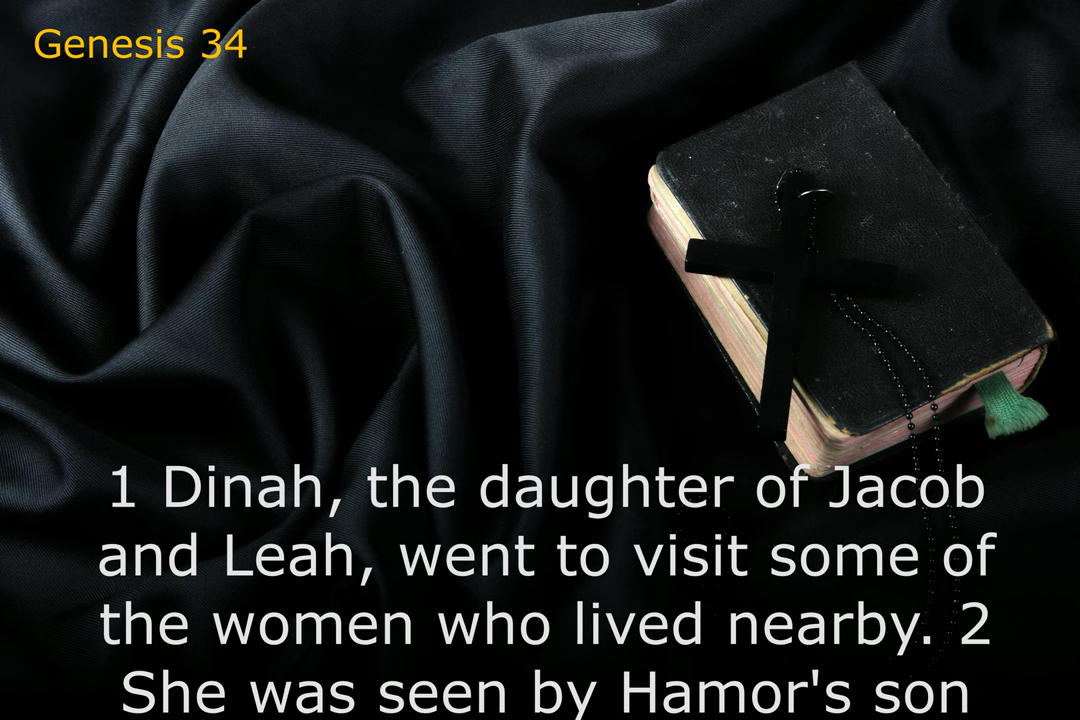 Genesis 34
1 Dinah, the daughter of Jacob
and Leah, went to visit some of
the women who lived nearby. 2
She was seen by Hamor's son